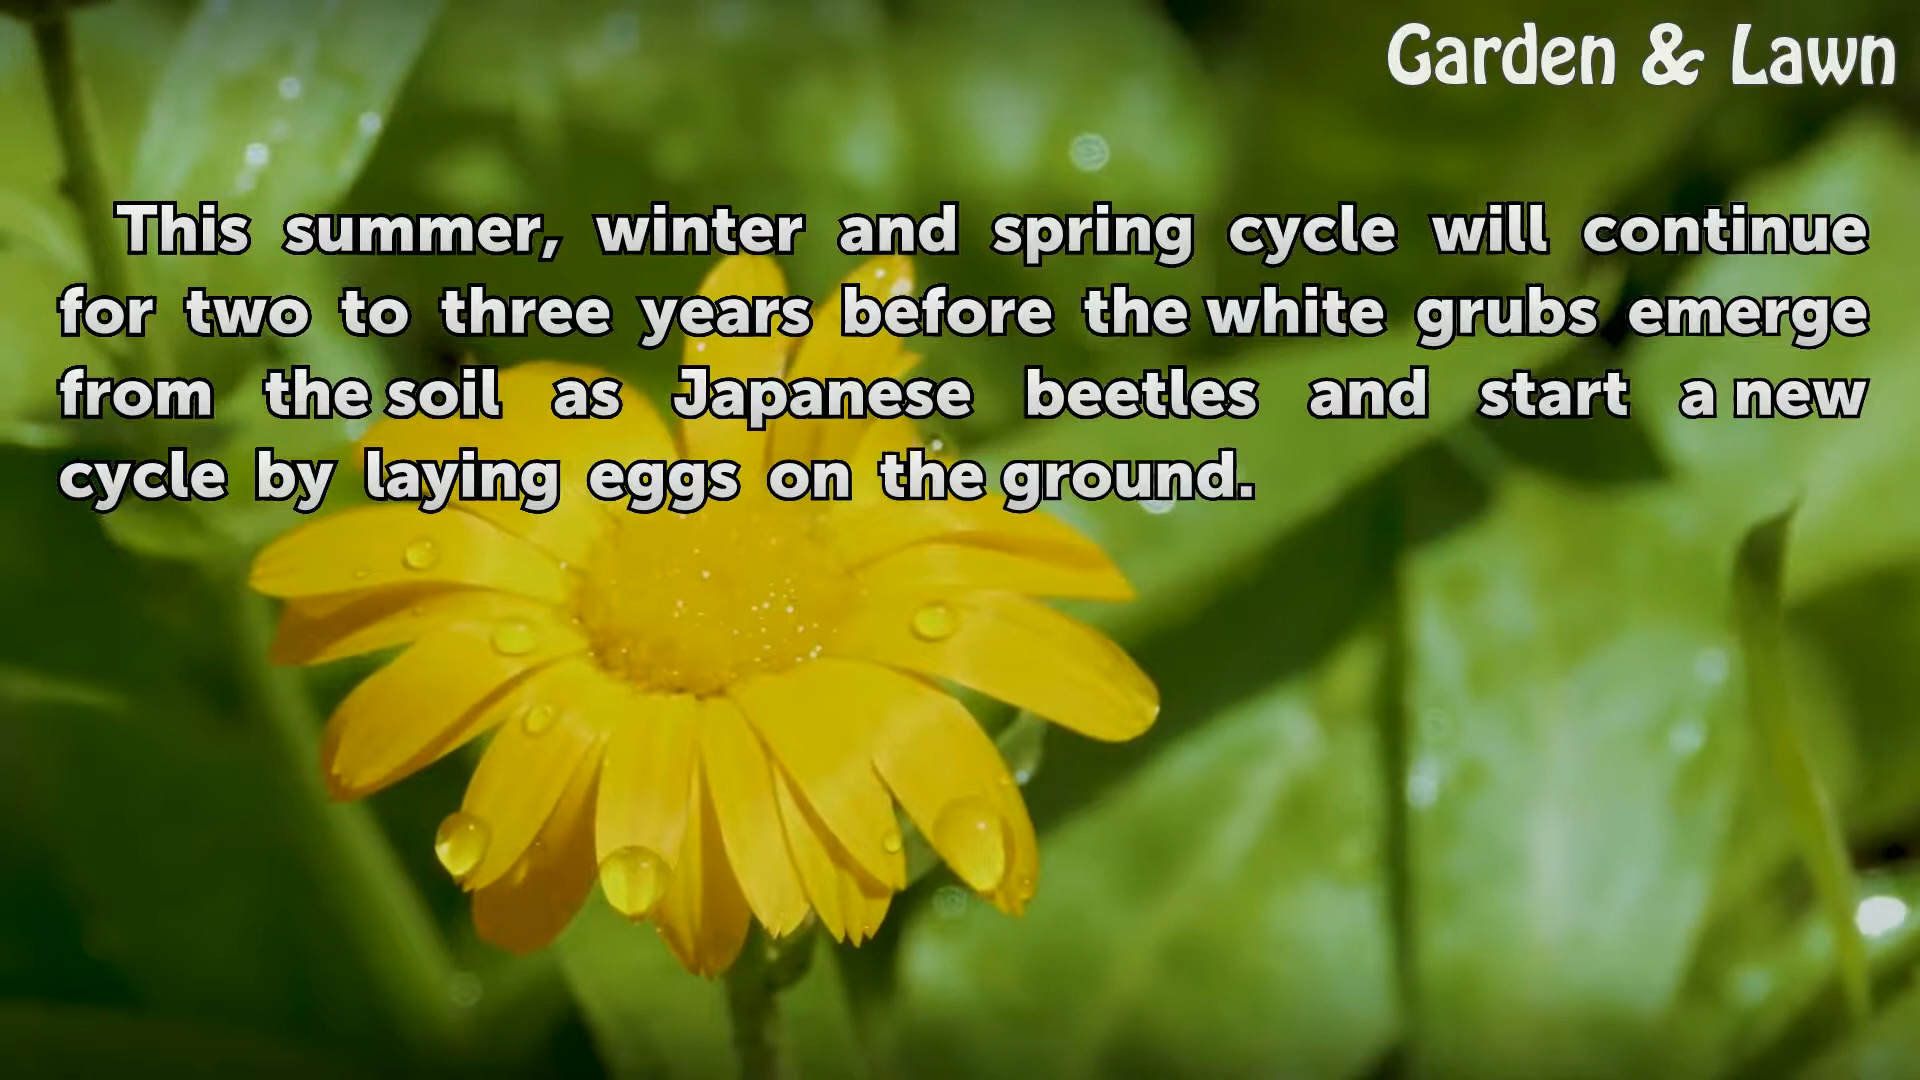 Garden & Lawn
This summer, winter and spring cycle will continue
for two to three years before the white grubs emerge
from the soil as Japanese beetles and start a new
cycle by laying eggs on the ground.